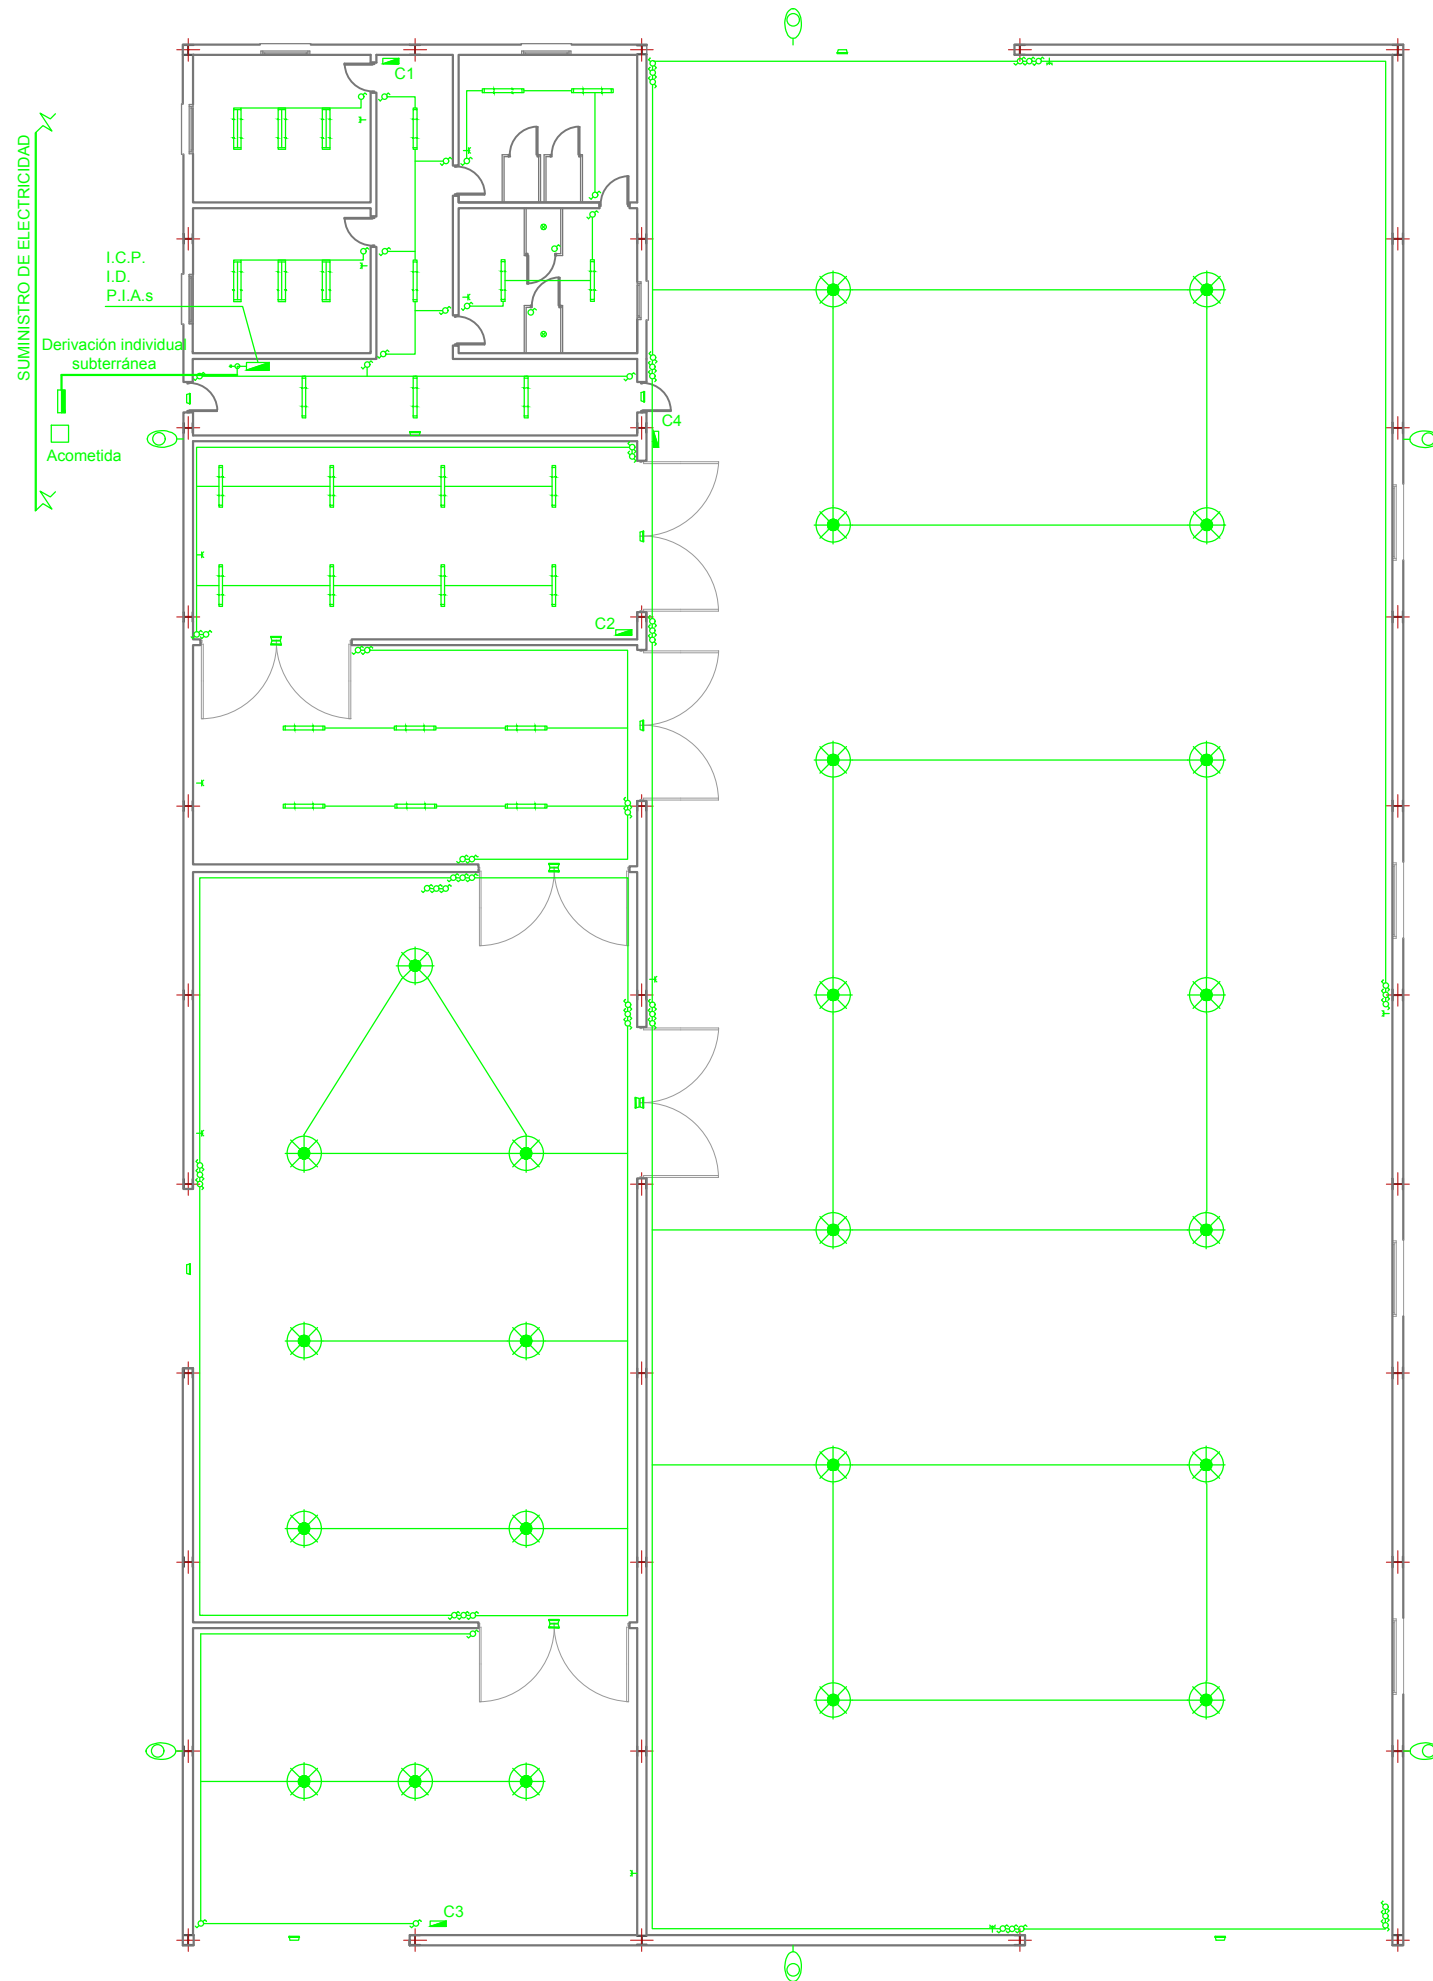 C1
SUMINISTRO DE ELECTRICIDAD
I.C.P.
I.D.
P.I.A.s
Derivación individual
subterránea
C4
Acometida
C2
C3